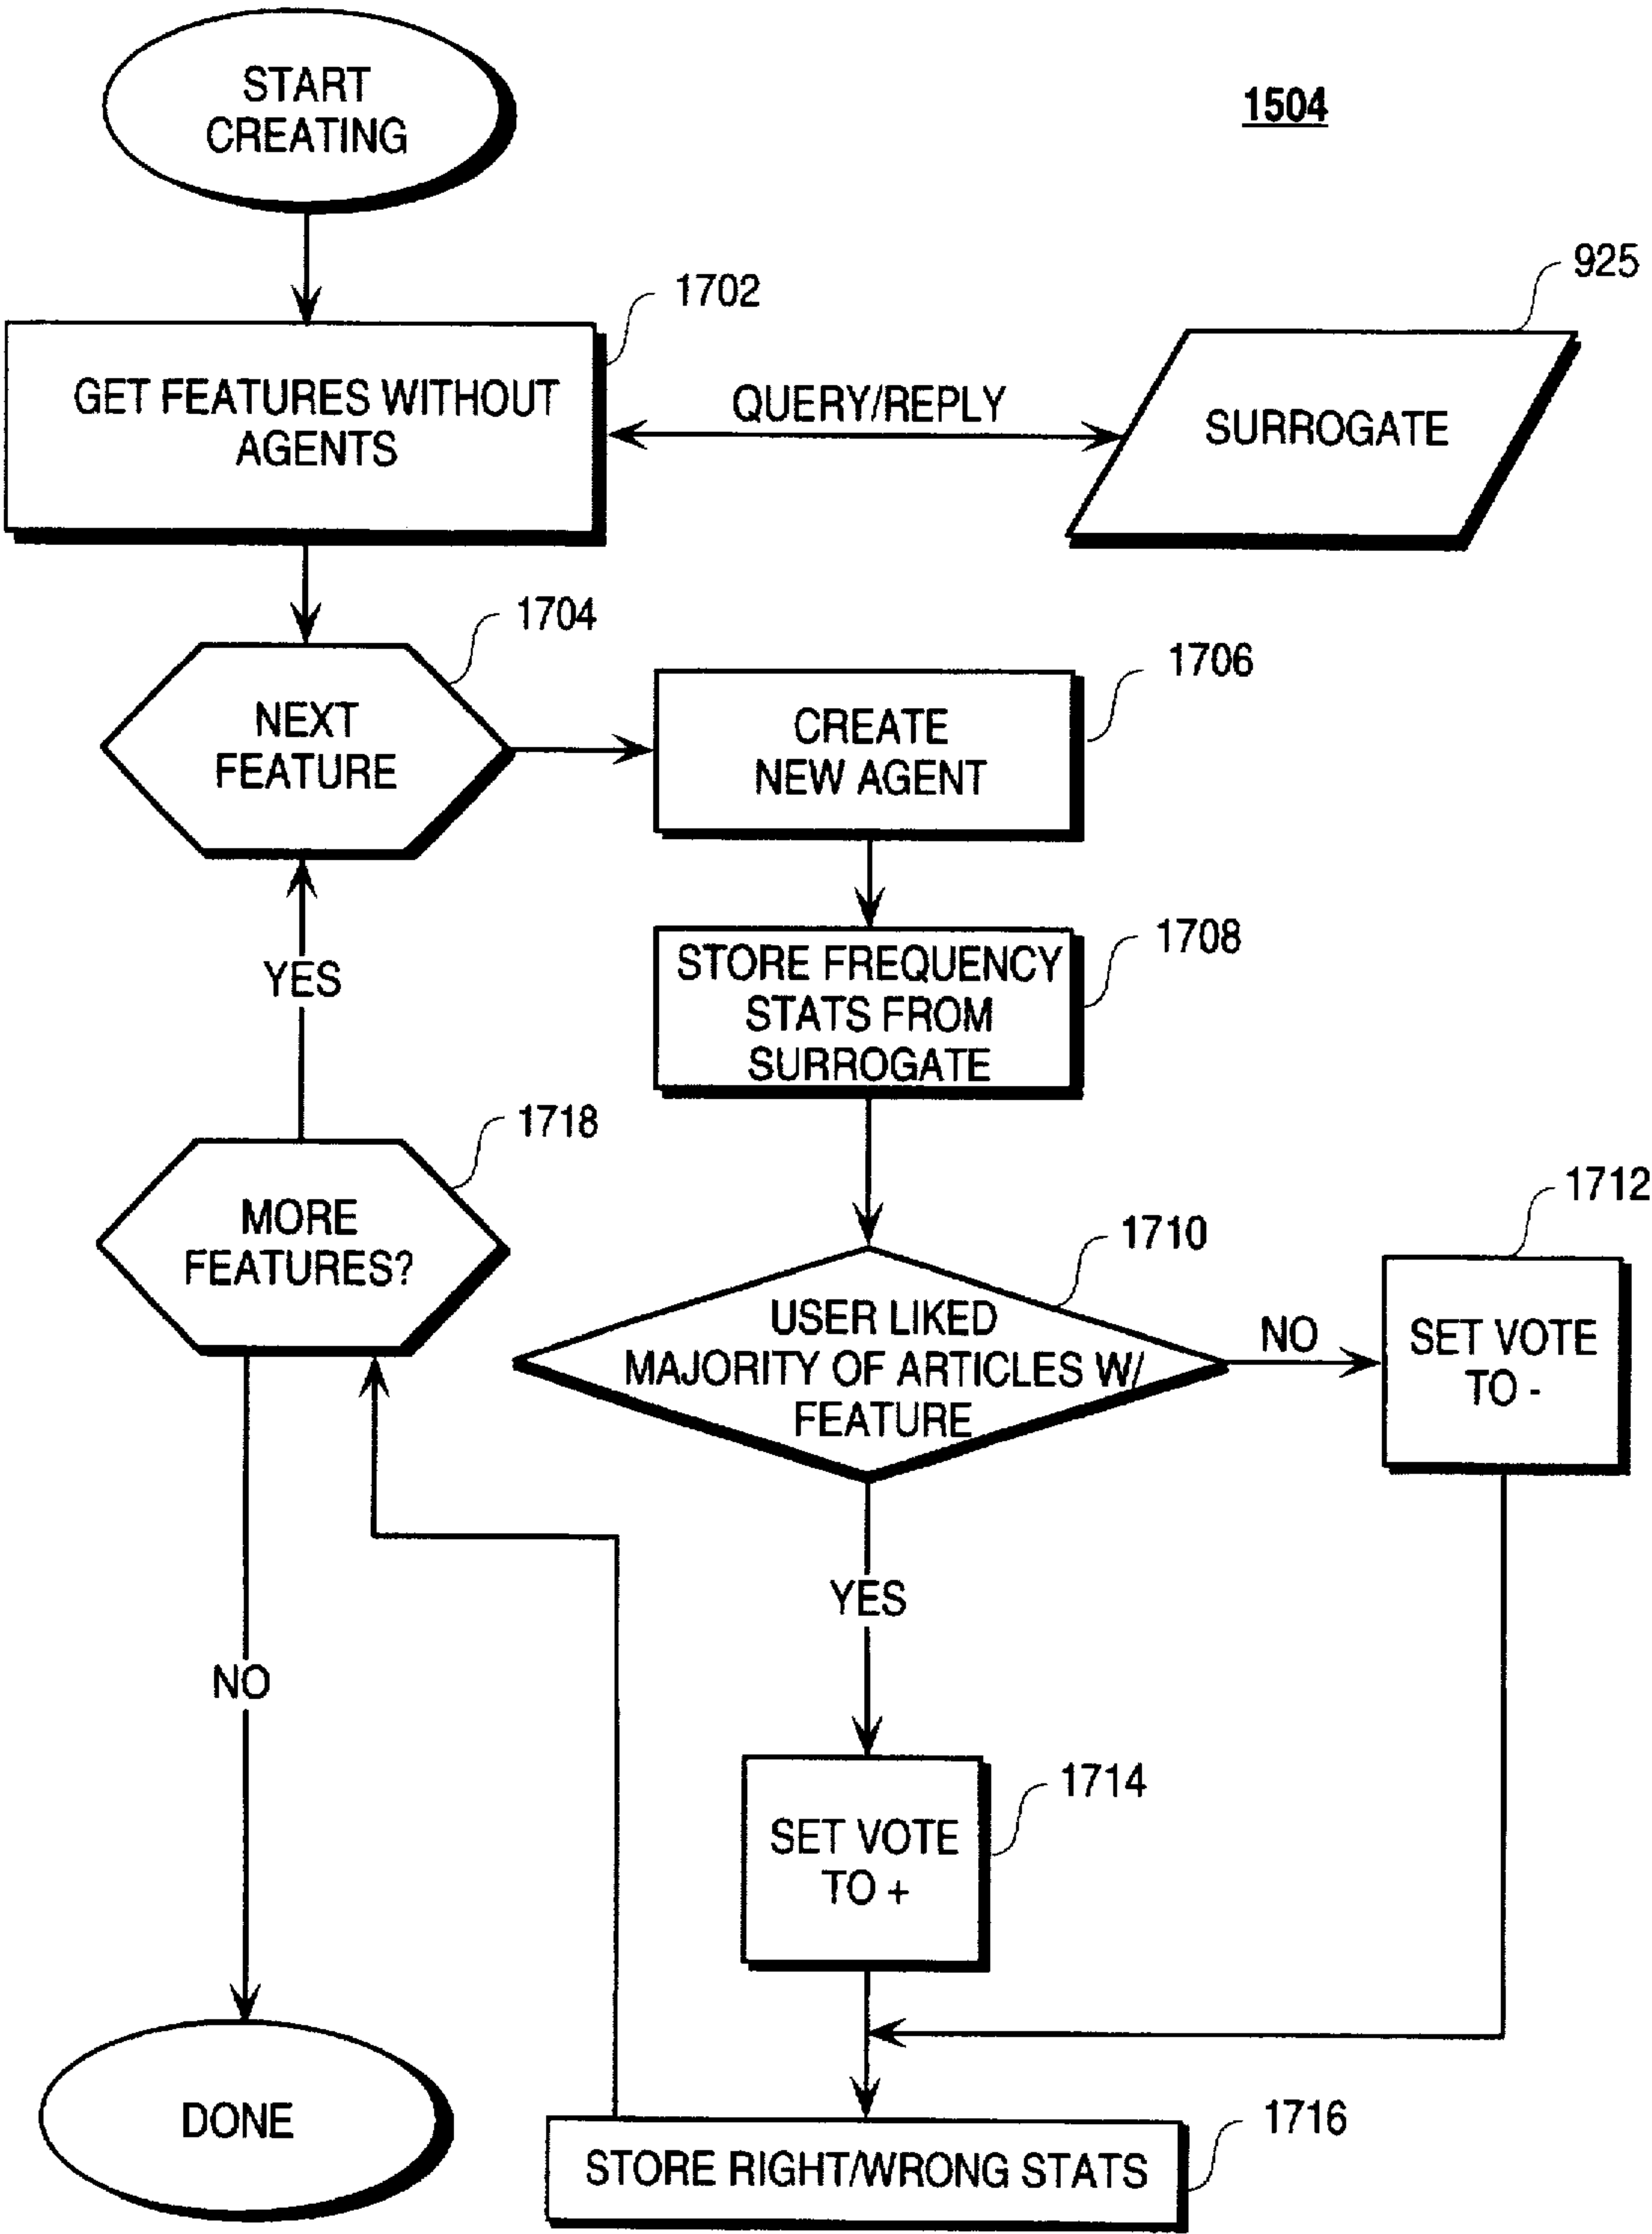 START
CREATING
1504
1702
925
GET FEATURES WITHOUT
AGENTS
QUERY/REPLY
SURROGATE
1704
1706
NEXT
FEATURE
CREATE
NEW AGENT
1708
STORE FREQUENCY
STATS FROM
SURROGATE
YES
1718
MORE
FEATURES?
1710
1712
USER LIKED
MAJORITY OF ARTICLES W/
FEATURE
NO
SET VOTE
TO -
YES
NO
1714
SET VOTE
TO +
DONE
1716
STORE RIGHT/WRONG STATS